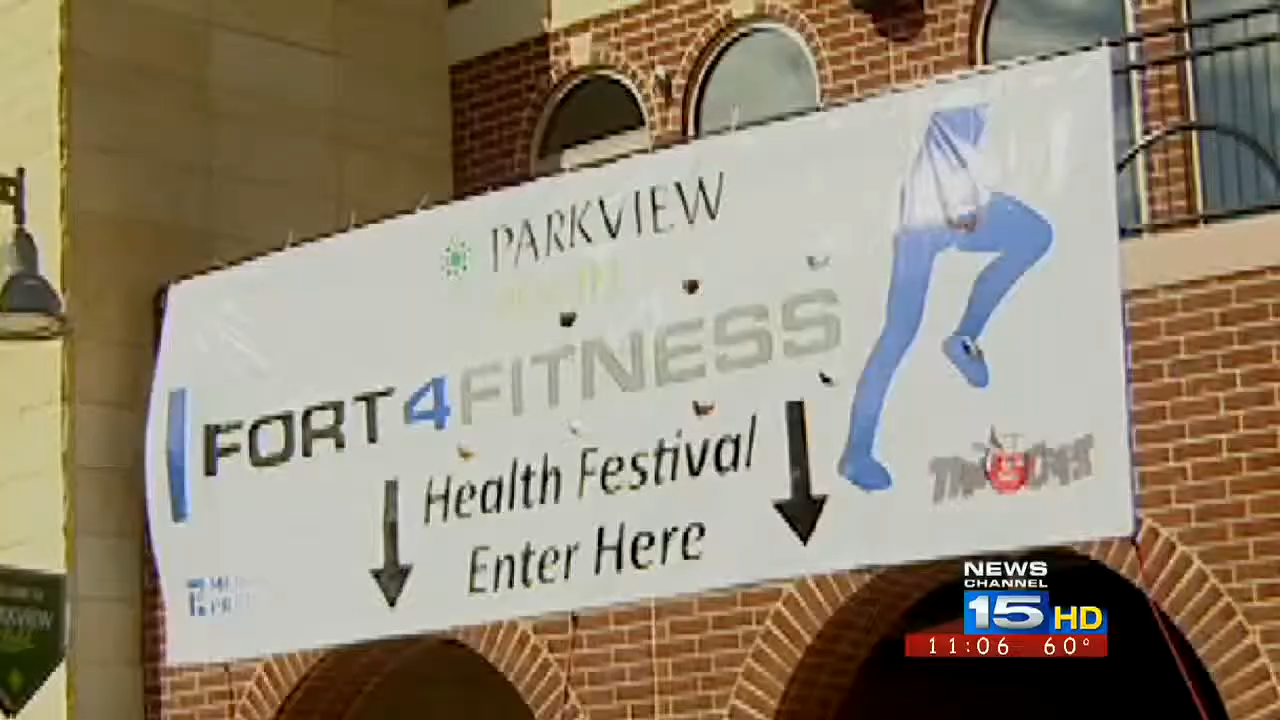 PARKVIEW
FORT4FITNESS
Health Festival
Enter Here
NEWS
CHANNEL
15 HD
11:06 60°